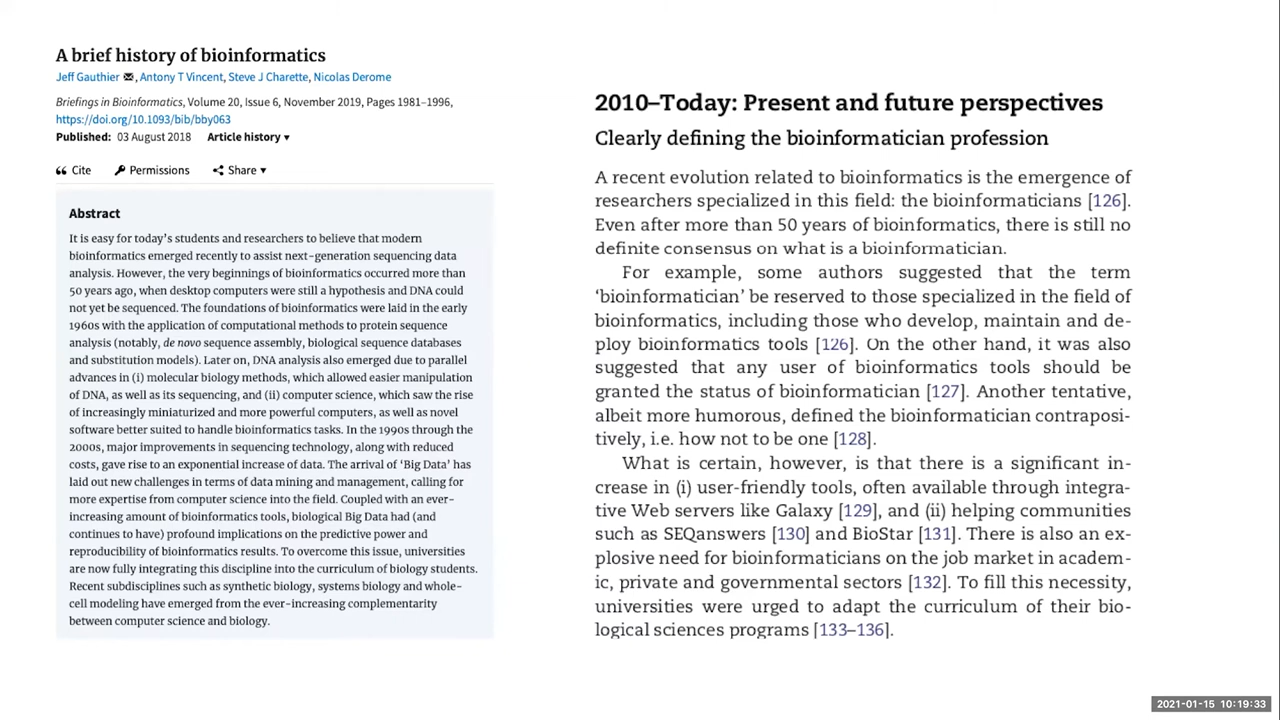 A brief history of bioinformatics
Jeff Gauthier ✉, Antony T Vincent, Steve J Charette, Nicolas Derome
Briefings in Bioinformatics, Volume 20, Issue 6, November 2019, Pages 1981–1996,
https://doi.org/10.1093/bib/bby063
Published: 03 August 2018 Article history ▾
Cite Permissions Share ▾
Abstract
It is easy for today’s students and researchers to believe that modern
bioinformatics emerged recently to assist next-generation sequencing data
analysis. However, the very beginnings of bioinformatics occurred more than
50 years ago, when desktop computers were still a hypothesis and DNA could
not yet be sequenced. The foundations of bioinformatics were laid in the early
1960s with the application of computational methods to protein sequence
analysis (notably, de novo sequence assembly, biological sequence databases
and substitution models). Later on, DNA analysis also emerged due to parallel
advances in (i) molecular biology methods, which allowed easier manipulation
of DNA, as well as its sequencing, and (ii) computer science, which saw the rise
of increasingly miniaturized and more powerful computers, as well as novel
software better suited to handle bioinformatics tasks. In the 1990s through the
2000s, major improvements in sequencing technology, along with reduced
costs, gave rise to an exponential increase of data. The arrival of ‘Big Data’ has
laid out new challenges in terms of data mining and management, calling for
more expertise from computer science into the field. Coupled with an ever-
increasing amount of bioinformatics tools, biological Big Data had (and
continues to have) profound implications on the predictive power and
reproducibility of bioinformatics results. To overcome this issue, universities
are now fully integrating this discipline into the curriculum of biology students.
Recent subdisciplines such as synthetic biology, systems biology and whole-
cell modeling have emerged from the ever-increasing complementarity
between computer science and biology.
2010–Today: Present and future perspectives
Clearly defining the bioinformatician profession
A recent evolution related to bioinformatics is the emergence of
researchers specialized in this field: the bioinformaticians [126].
Even after more than 50 years of bioinformatics, there is still no
definite consensus on what is a bioinformatician.
For example, some authors suggested that the term
‘bioinformatician’ be reserved to those specialized in the field of
bioinformatics, including those who develop, maintain and de-
ploy bioinformatics tools [126]. On the other hand, it was also
suggested that any user of bioinformatics tools should be
granted the status of bioinformatician [127]. Another tentative,
albeit more humorous, defined the bioinformatician contraposi-
tively, i.e. how not to be one [128].
What is certain, however, is that there is a significant in-
crease in (i) user-friendly tools, often available through integra-
tive Web servers like Galaxy [129], and (ii) helping communities
such as SEQanswers [130] and BioStar [131]. There is also an ex-
plosive need for bioinformaticians on the job market in academ-
ic, private and governmental sectors [132]. To fill this necessity,
universities were urged to adapt the curriculum of their bio-
logical sciences programs [133–136].
2021-01-15 10:19:33